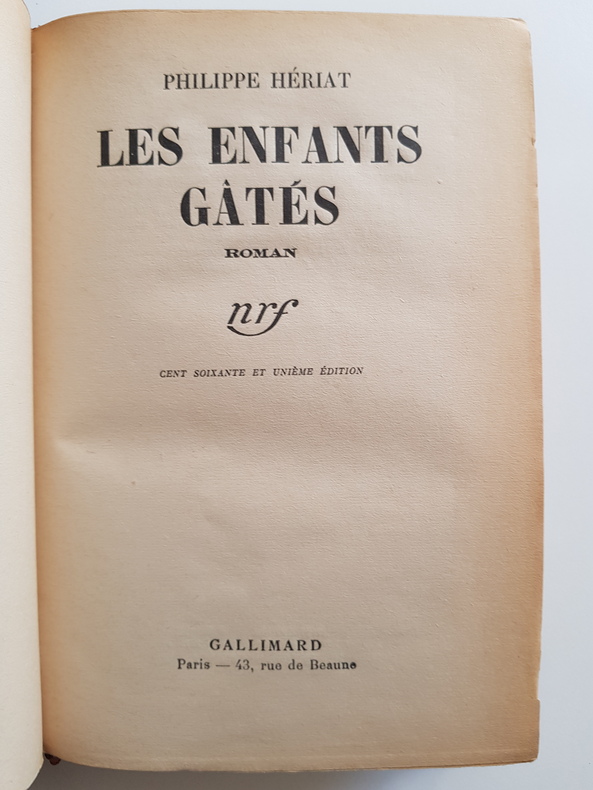 PHILIPPE HÉRIAT
LES ENFANTS
GÂTÉS
ROMAN
nrf
CENT SOIXANTE ET UNIÈME ÉDITION
GALLIMARD
Paris — 43, rue de Beaune